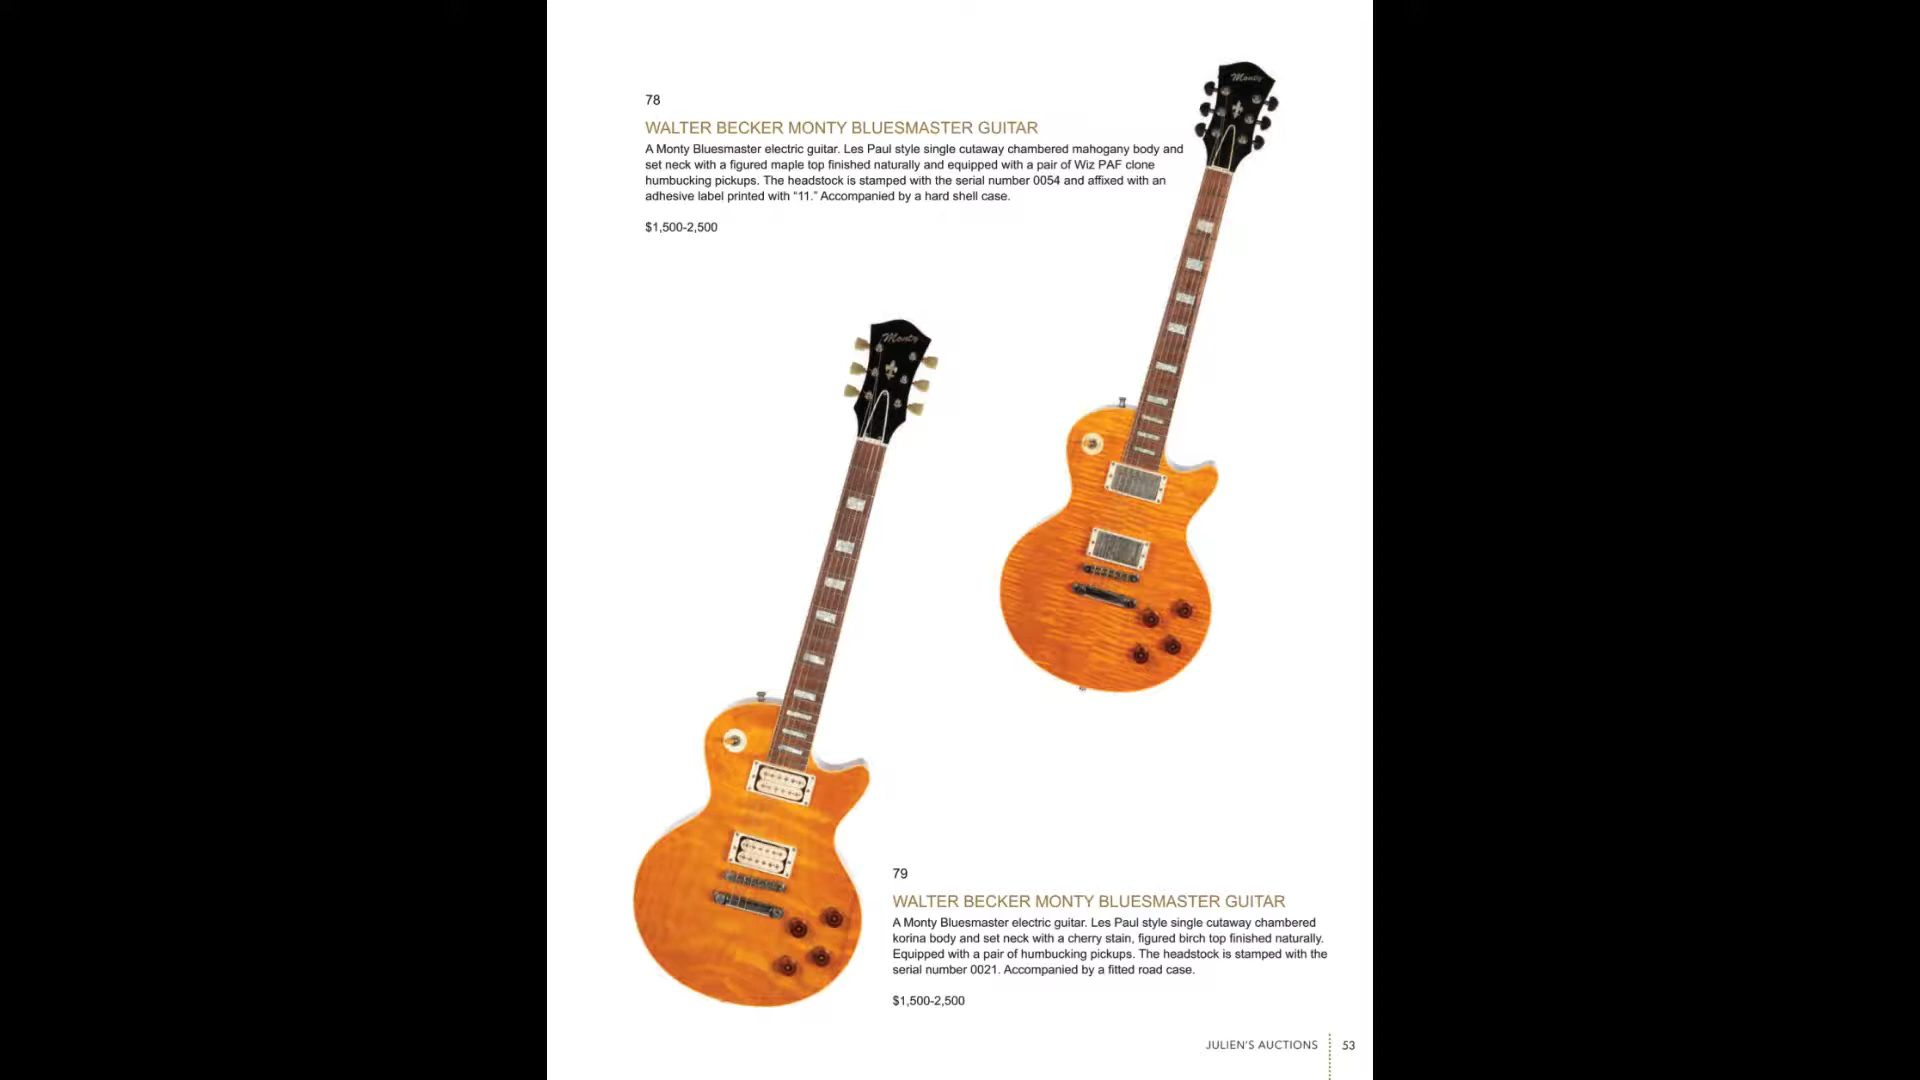 78
WALTER BECKER MONTY BLUESMASTER GUITAR
A Monty Bluesmaster electric guitar. Les Paul style single cutaway chambered mahogany body and
set neck with a figured maple top finished naturally and equipped with a pair of Wiz PAF clone
humbucking pickups. The headstock is stamped with the serial number 0054 and affixed with an
adhesive label printed with “11.” Accompanied by a hard shell case.
$1,500-2,500
Monty
Monty
79
WALTER BECKER MONTY BLUESMASTER GUITAR
A Monty Bluesmaster electric guitar. Les Paul style single cutaway chambered
korina body and set neck with a cherry stain, figured birch top finished naturally.
Equipped with a pair of humbucking pickups. The headstock is stamped with the
serial number 0021. Accompanied by a fitted road case.
$1,500-2,500
JULIEN'S AUCTIONS 53